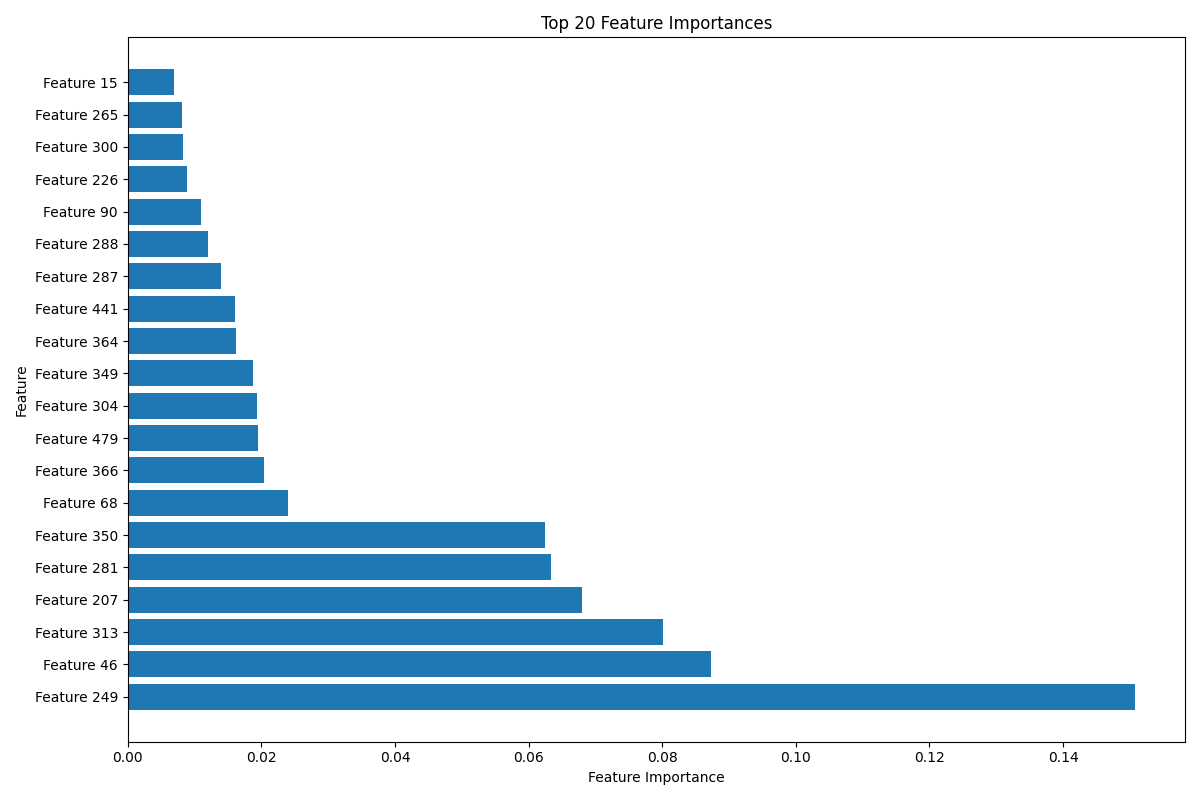 Top 20 Feature Importances
Feature
Feature 15
Feature 265
Feature 300
Feature 226
Feature 90
Feature 288
Feature 287
Feature 441
Feature 364
Feature 349
Feature 304
Feature 479
Feature 366
Feature 68
Feature 350
Feature 281
Feature 207
Feature 313
Feature 46
Feature 249
0.00 0.02 0.04 0.06 0.08 0.10 0.12 0.14
Feature Importance